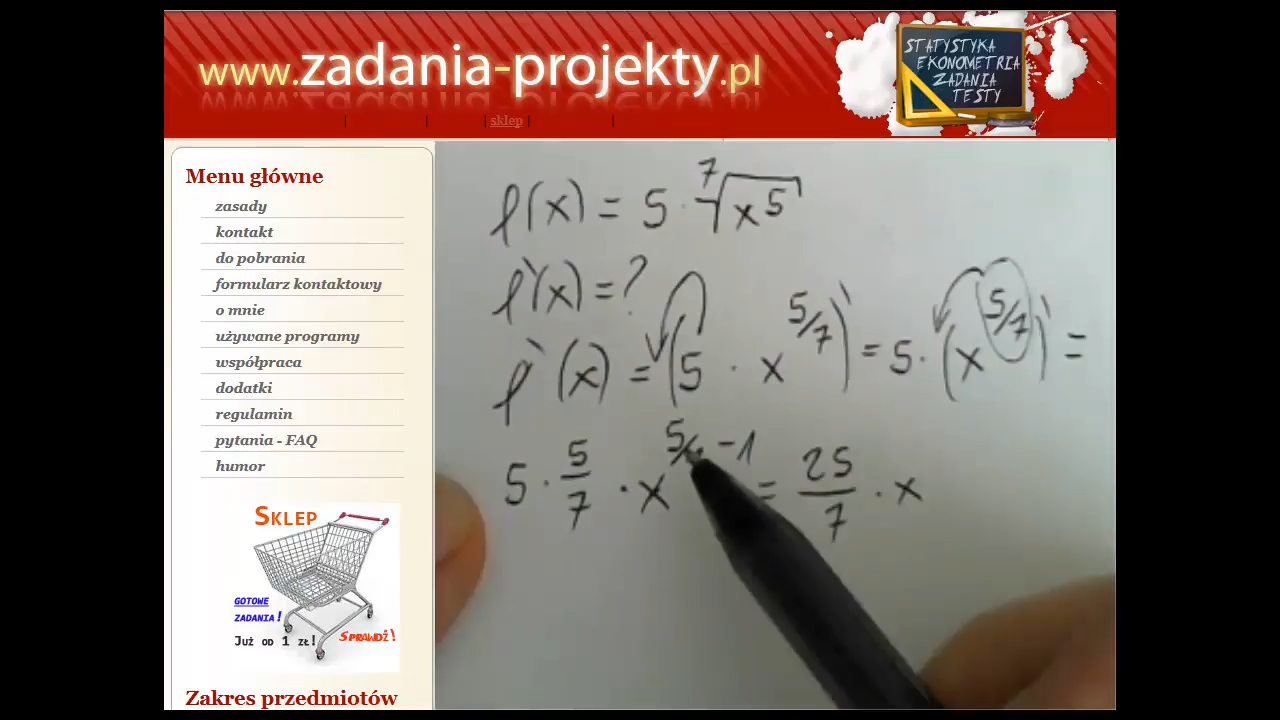 www.zadania-projekty.pl
STATYSTYKA
EKONOMETRIA
ZADANIA
TESTY
sklep
Menu główne
zasady
kontakt
do pobrania
formularz kontaktowy
o mnie
używane programy
współpraca
dodatki
regulamin
pytania - FAQ
humor
SKLEP
GOTOWE
ZADANIA!
JUŻ OD 1 ZŁ!
SPRAWDŹ!
Zakres przedmiotów
f(x) = 5 · ⁷√x⁵
f`(x) = ?
f`(x) = (5 · x^5/7)` = 5 · (x^5/7)` =
5 · 5/7 · x^5/ -1 = 25/7 · x